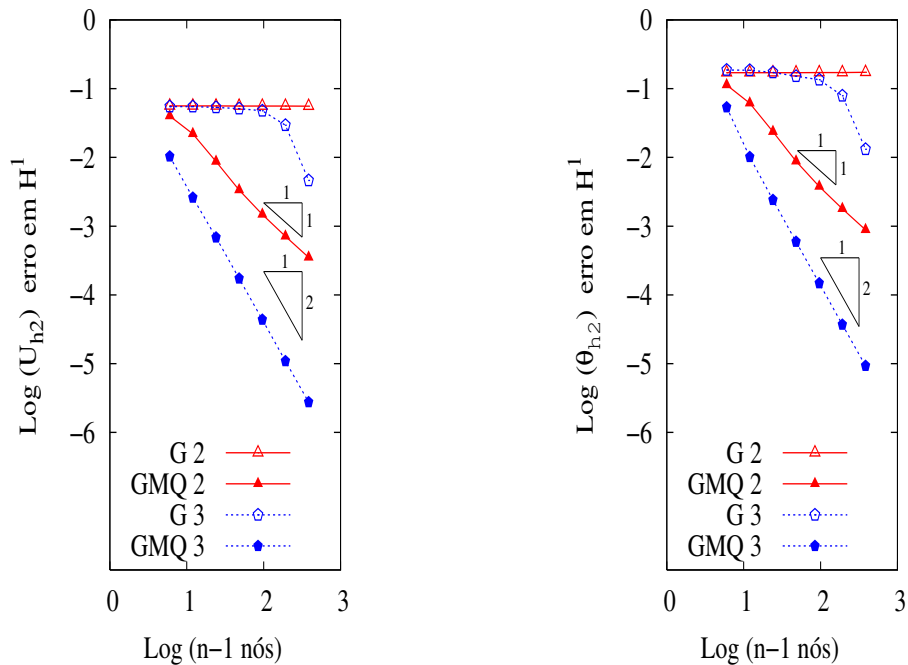 Log (U_h2) erro em H^1
0
−1
−2
−3
−4
−5
−6
1
1
1
2
G 2
GMQ 2
G 3
GMQ 3
0 1 2 3
Log (n−1 nós)
Log (θ_h2) erro em H^1
0
−1
−2
−3
−4
−5
−6
1
1
1
2
G 2
GMQ 2
G 3
GMQ 3
0 1 2 3
Log (n−1 nós)